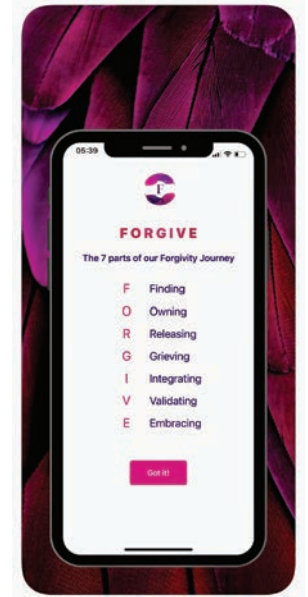 05:39
F
FORGIVE
The 7 parts of our Forgivity Journey
F Finding
O Owning
R Releasing
G Grieving
I Integrating
V Validating
E Embracing
Got it!